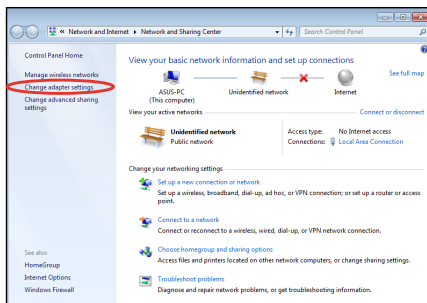 « Network and Internet ▸ Network and Sharing Center
Search Control Panel
Control Panel Home
Manage wireless networks
Change adapter settings
Change advanced sharing
settings
See also
HomeGroup
Internet Options
Windows Firewall
View your basic network information and set up connections
See full map
ASUS-PC
(This computer)
Unidentified network
Internet
View your active networks
Connect or disconnect
Unidentified network
Public network
Access type: No Internet access
Connections: Local Area Connection
Change your networking settings
Set up a new connection or network
Set up a wireless, broadband, dial-up, ad hoc, or VPN connection; or set up a router or access
point.
Connect to a network
Connect or reconnect to a wireless, wired, dial-up, or VPN network connection.
Choose homegroup and sharing options
Access files and printers located on other network computers, or change sharing settings.
Troubleshoot problems
Diagnose and repair network problems, or get troubleshooting information.